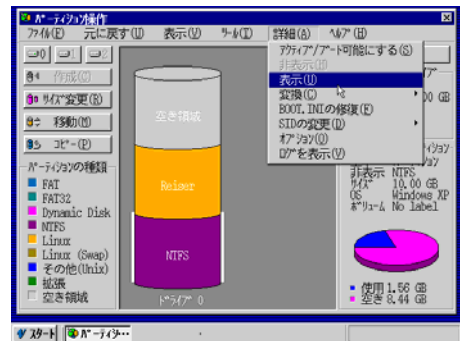 パーティション操作
ファイル(F) 元に戻す(U) 表示(V) ツール(T) 詳細(A) ヘルプ(H)
0 1 2
作成(C)
サイズ変更(R)
移動(M)
コピー(P)
パーティションの種類
FAT
FAT32
Dynamic Disk
NTFS
Linux
Linux (Swap)
その他(Unix)
拡張
空き領域
空き領域
Reiser
NTFS
ドライブ 0
アクティブ/ブート可能にする(S)
非表示(H)
表示(U)
変換(C)
BOOT.INIの修復(E)
SIDの変更(D)
オプション(O)
ログを表示(V)
00 GB
非表示 NTFS
サイズ 10.00 GB
OS Windows XP
ボリューム No label
使用 1.56 GB
空き 8.44 GB
スタート パーティシ…